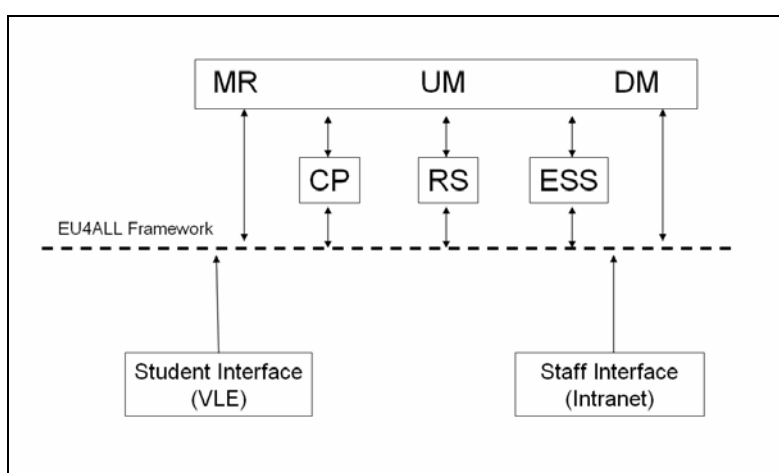 MR UM DM
CP RS ESS
EU4ALL Framework
Student Interface
(VLE)
Staff Interface
(Intranet)